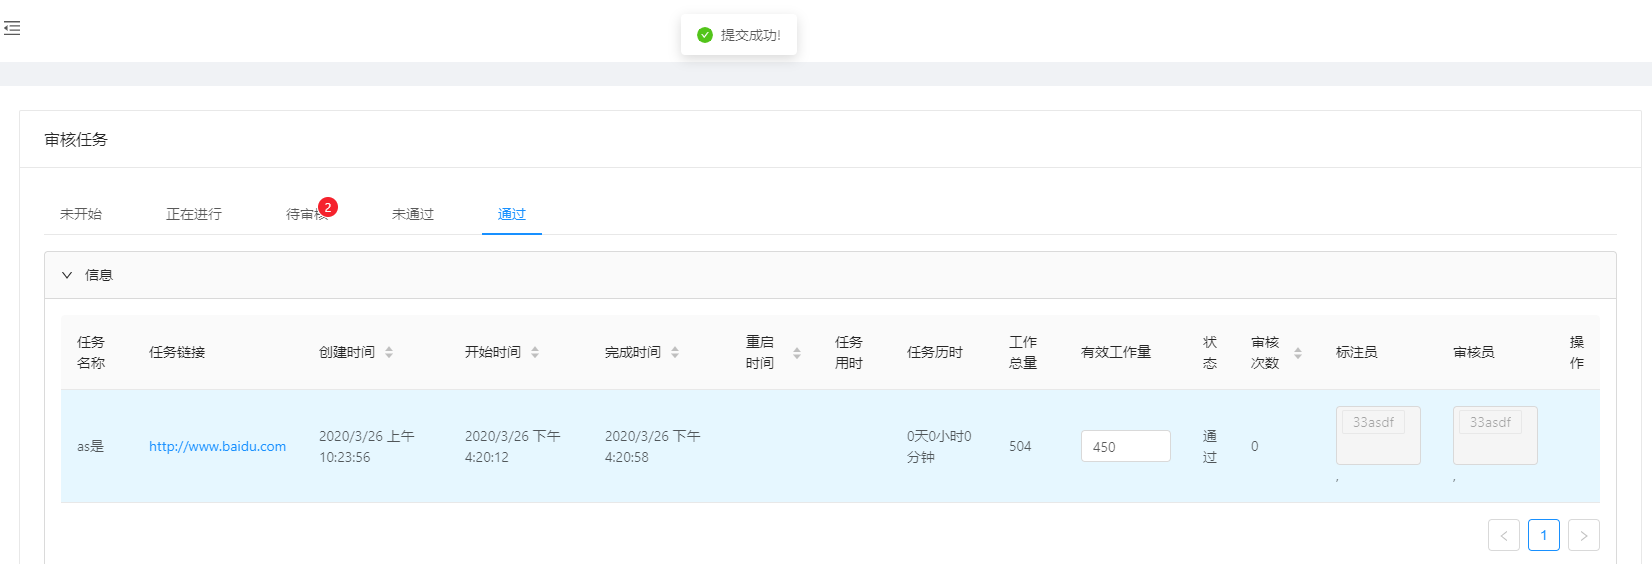 提交成功!
审核任务
未开始 正在进行 待审核 2 未通过 通过
信息
任务名称 任务链接 创建时间 开始时间 完成时间 重启时间 任务用时 任务历时 工作总量 有效工作量 状态 审核次数 标注员 审核员 操作
as是 http://www.baidu.com 2020/3/26 上午 10:23:56 2020/3/26 下午 4:20:12 2020/3/26 下午 4:20:58 0天0小时0分钟 504 450 通过 0 33asdf , 33asdf ,
< 1 >